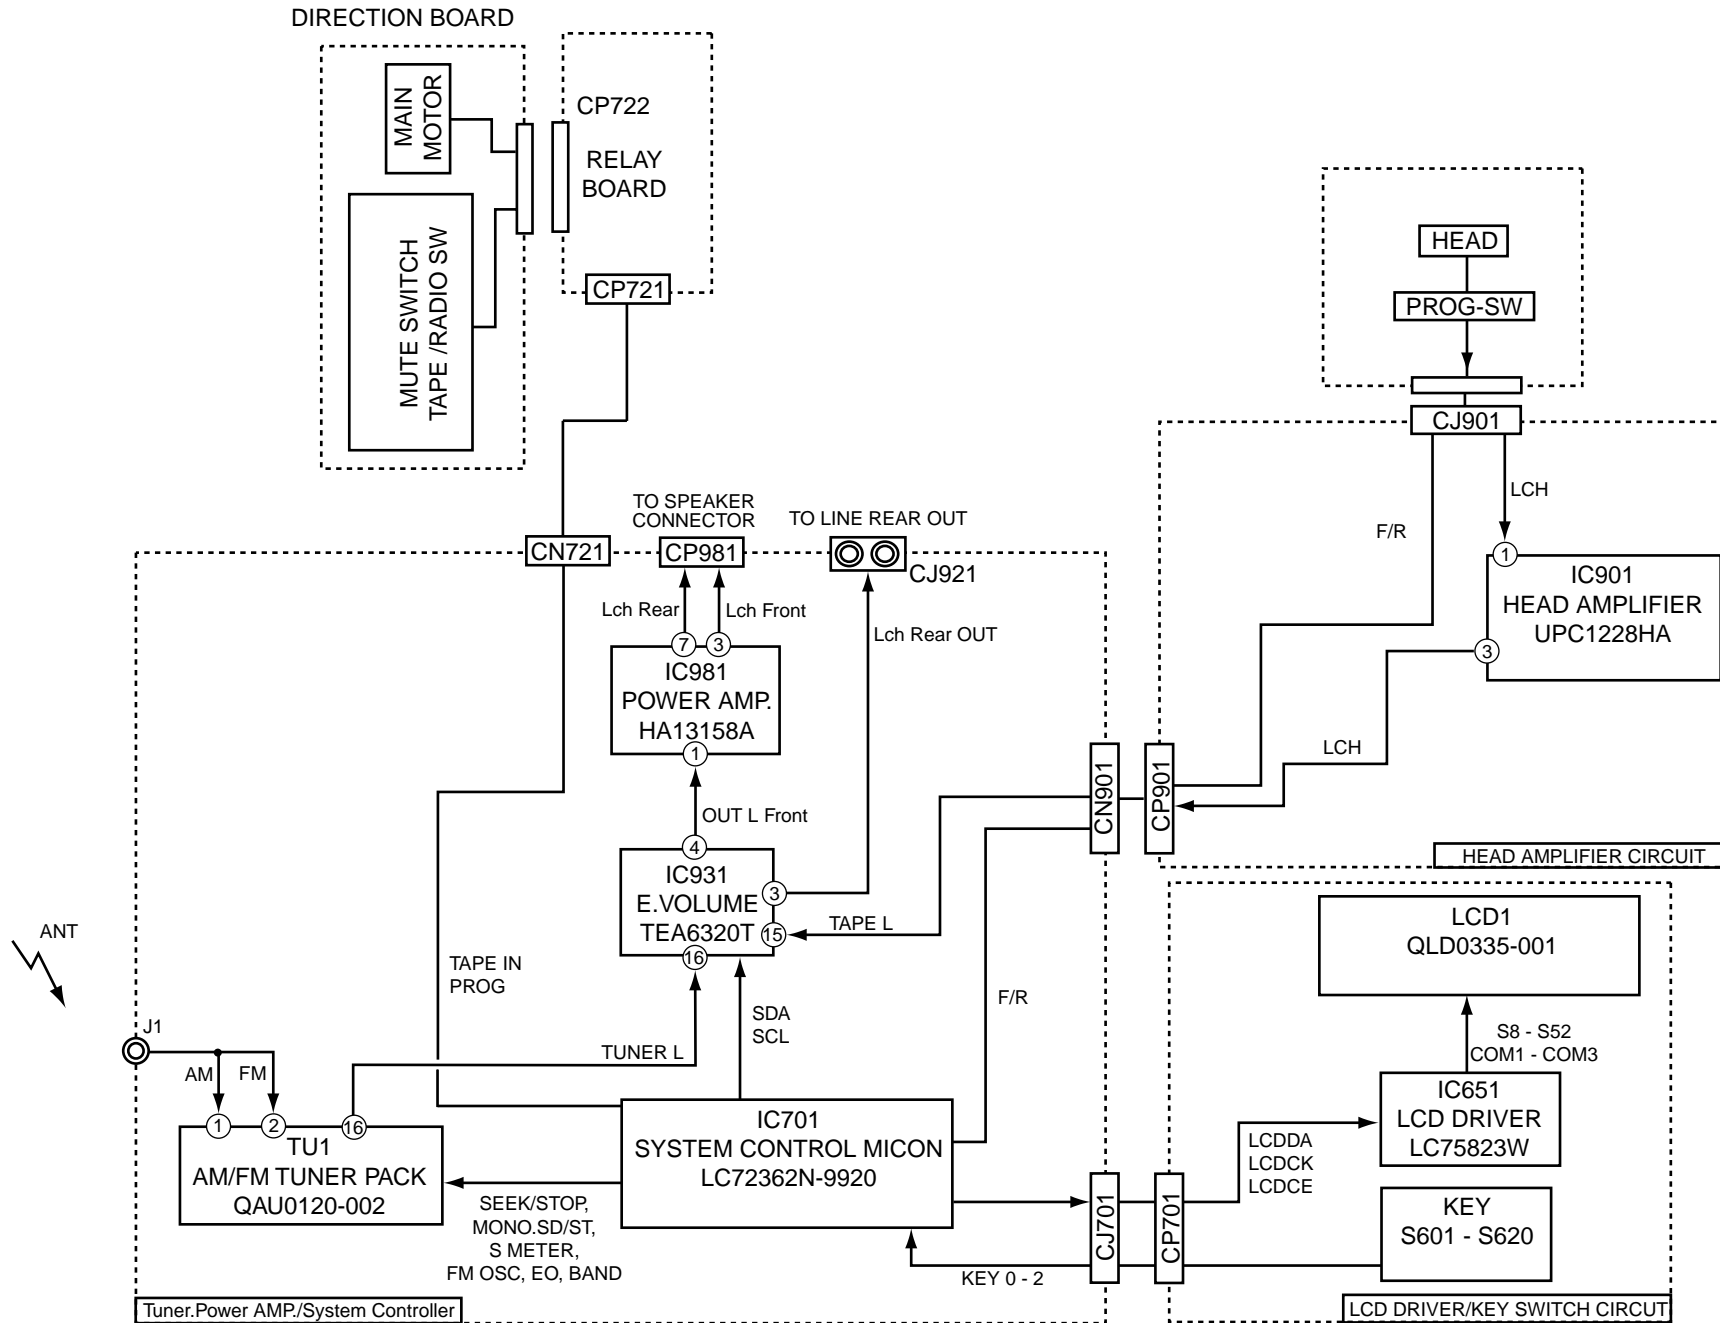 DIRECTION BOARD
MAIN
MOTOR
CP722
RELAY
BOARD
MUTE SWITCH
TAPE /RADIO SW
CP721
HEAD
PROG-SW
CJ901
LCH
F/R
TO SPEAKER
CONNECTOR
TO LINE REAR OUT
CN721
CP981
CJ921
1
IC901
HEAD AMPLIFIER
UPC1228HA
3
Lch Rear
Lch Front
Lch Rear OUT
7
3
IC981
POWER AMP.
HA13158A
1
LCH
CN901
CP901
OUT L Front
HEAD AMPLIFIER CIRCUIT
4
IC931
E.VOLUME
TEA6320T
3
15
16
TAPE L
LCD1
QLD0335-001
ANT
TAPE IN
PROG
SDA
SCL
F/R
J1
S8 - S52
COM1 - COM3
TUNER L
AM
FM
1
2
16
TU1
AM/FM TUNER PACK
QAU0120-002
IC701
SYSTEM CONTROL MICON
LC72362N-9920
IC651
LCD DRIVER
LC75823W
LCDDA
LCDCK
LCDCE
SEEK/STOP,
MONO.SD/ST,
S METER,
FM OSC, EO, BAND
CJ701
CP701
KEY
S601 - S620
KEY 0 - 2
Tuner.Power AMP./System Controller
LCD DRIVER/KEY SWITCH CIRCUT